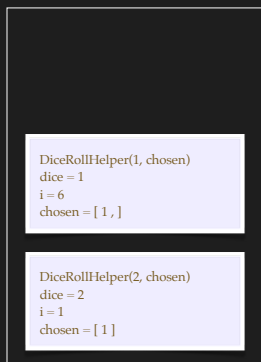 DiceRollHelper(1, chosen)
dice = 1
i = 6
chosen = [ 1 , ]
DiceRollHelper(2, chosen)
dice = 2
i = 1
chosen = [ 1 ]